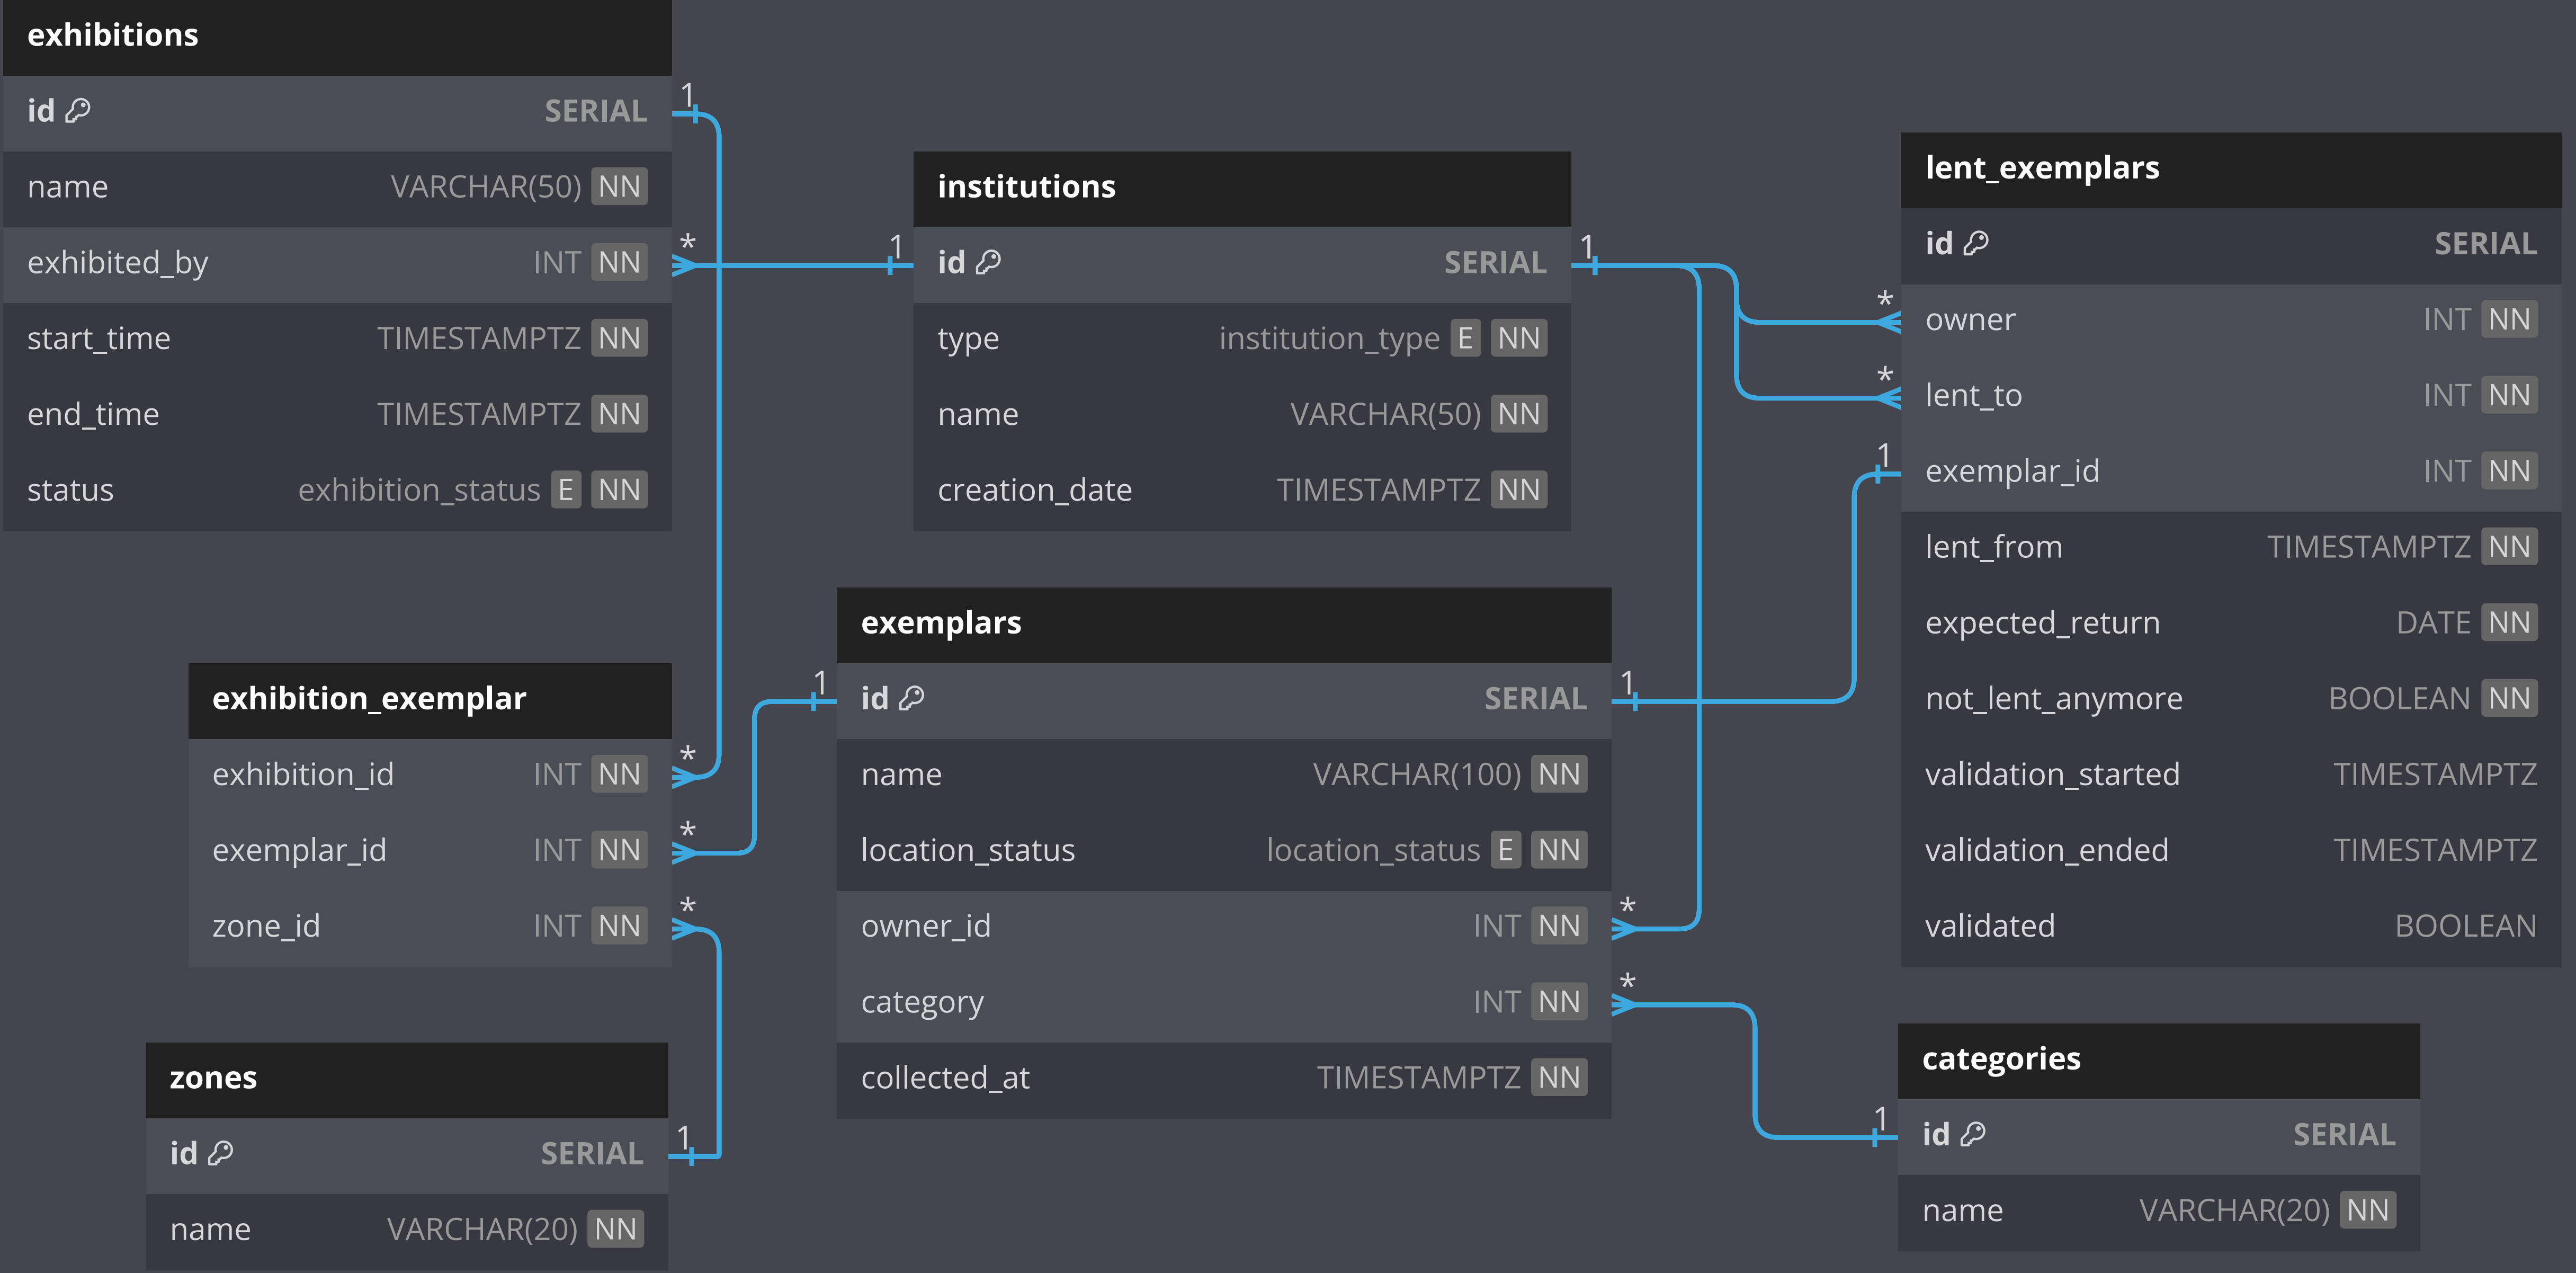 exhibitions
id SERIAL
name VARCHAR(50) NN
exhibited_by INT NN
start_time TIMESTAMPTZ NN
end_time TIMESTAMPTZ NN
status exhibition_status E NN
1
*
1
institutions
id SERIAL
type institution_type E NN
name VARCHAR(50) NN
creation_date TIMESTAMPTZ NN
1
*
*
1
lent_exemplars
id SERIAL
owner INT NN
lent_to INT NN
exemplar_id INT NN
lent_from TIMESTAMPTZ NN
expected_return DATE NN
not_lent_anymore BOOLEAN NN
validation_started TIMESTAMPTZ
validation_ended TIMESTAMPTZ
validated BOOLEAN
exhibition_exemplar
exhibition_id INT NN
exemplar_id INT NN
zone_id INT NN
*
*
*
1
exemplars
id SERIAL
name VARCHAR(100) NN
location_status location_status E NN
owner_id INT NN
category INT NN
collected_at TIMESTAMPTZ NN
1
*
*
zones
id SERIAL
name VARCHAR(20) NN
1
1
categories
id SERIAL
name VARCHAR(20) NN